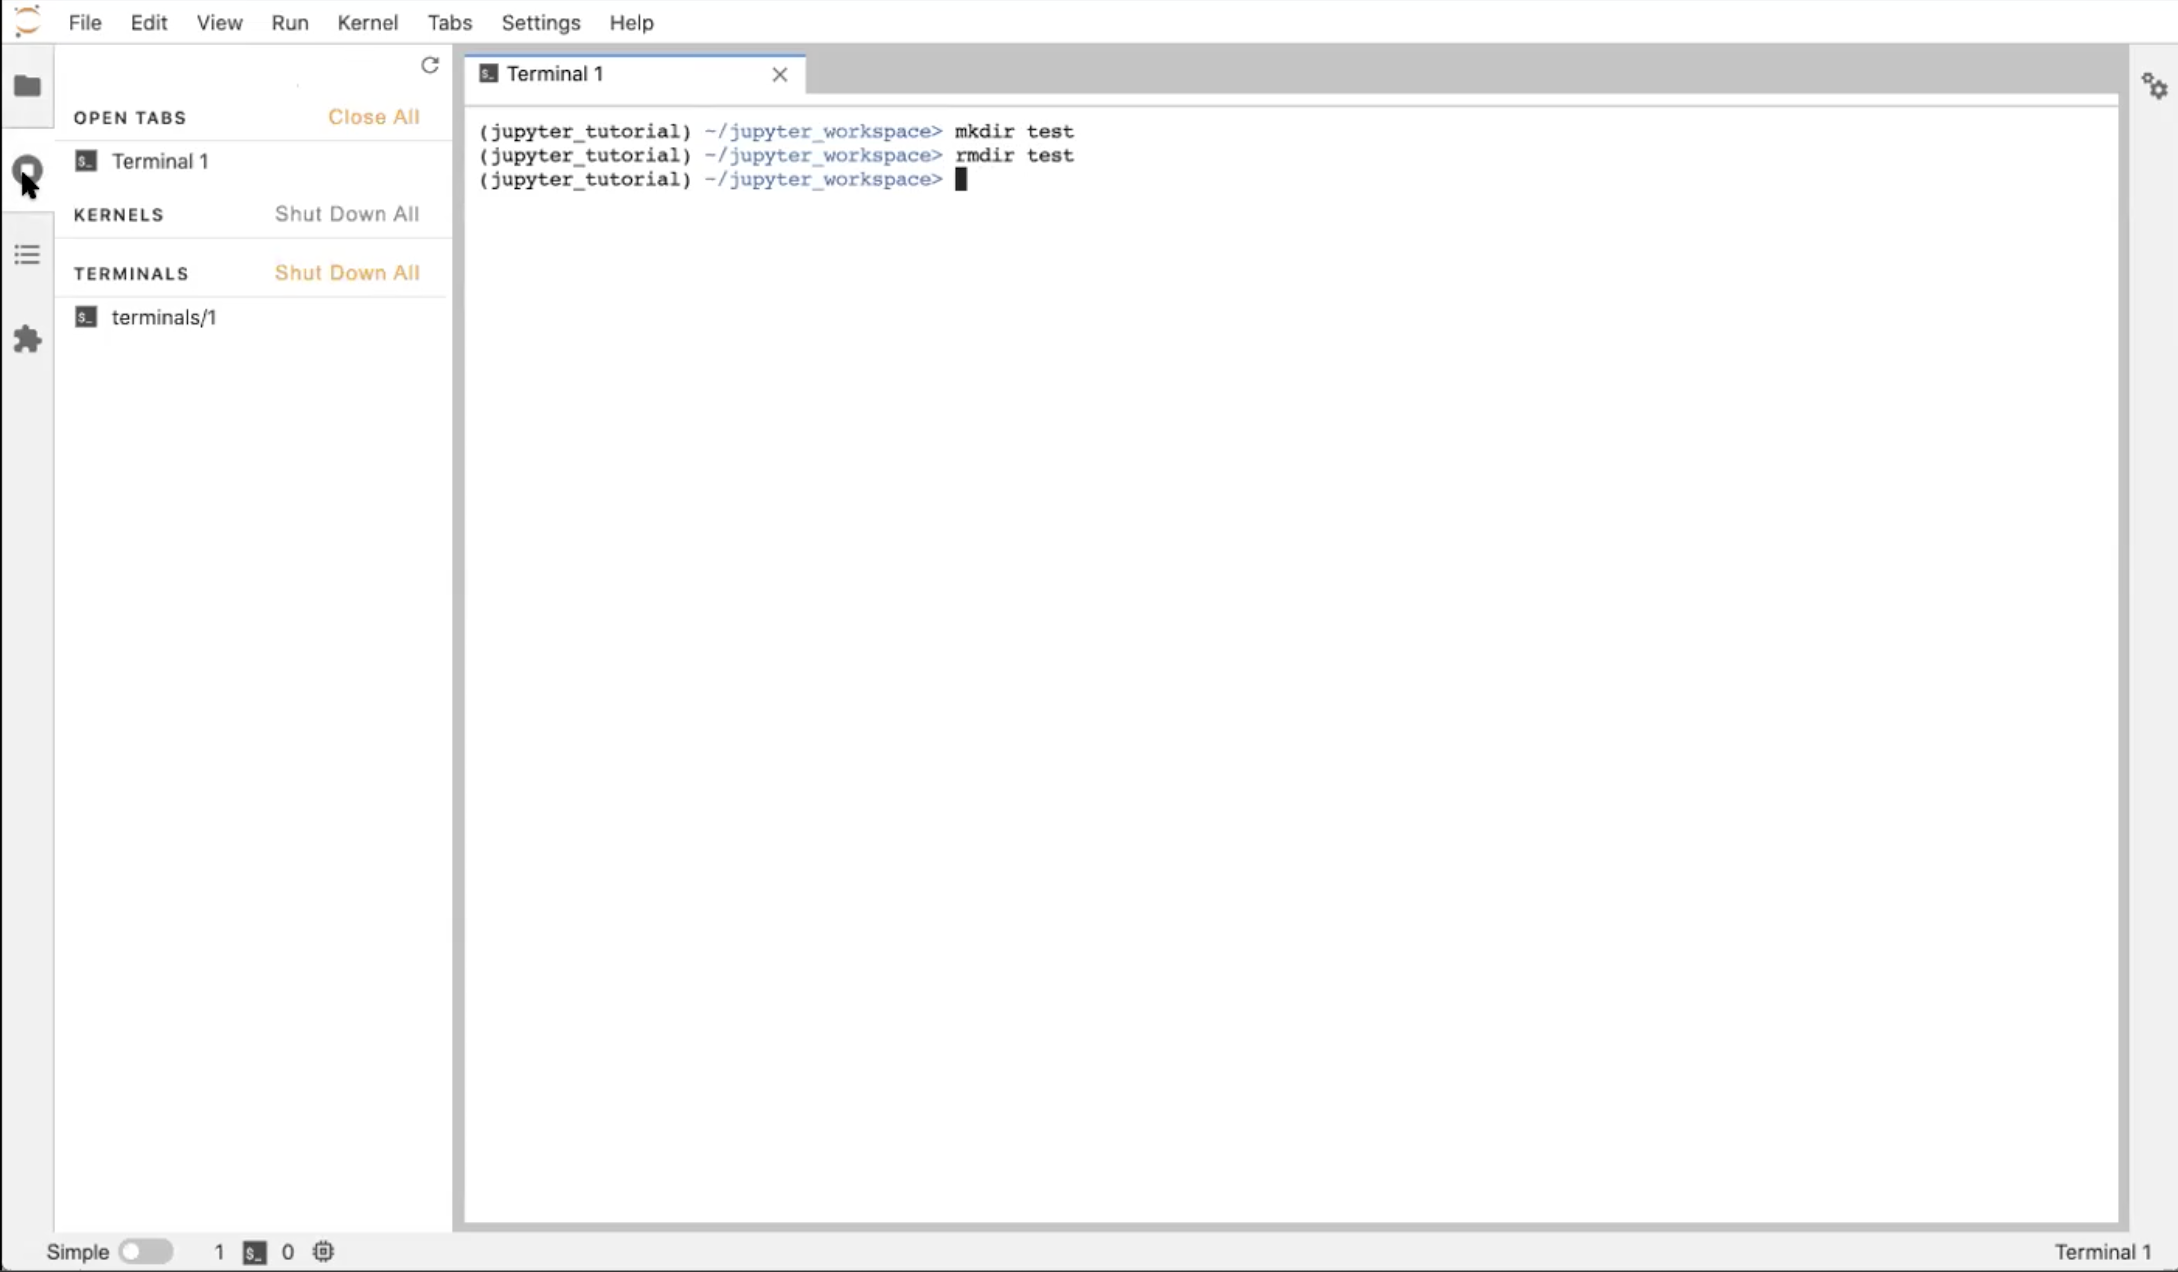 File Edit View Run Kernel Tabs Settings Help
OPEN TABS Close All
Terminal 1
KERNELS Shut Down All
TERMINALS Shut Down All
terminals/1
Terminal 1
(jupyter_tutorial) ~/jupyter_workspace> mkdir test
(jupyter_tutorial) ~/jupyter_workspace> rmdir test
(jupyter_tutorial) ~/jupyter_workspace>
Simple 1 $_ 0 Terminal 1